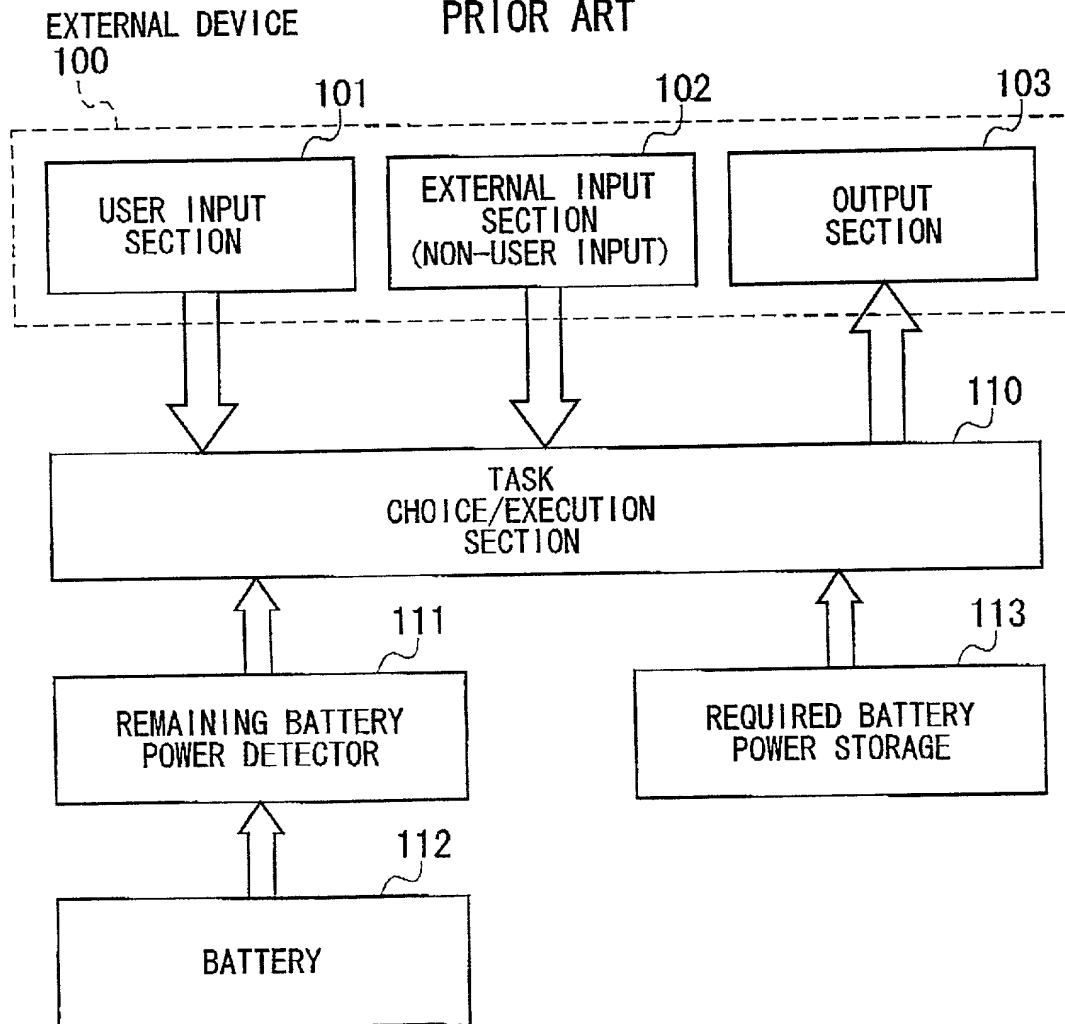 PRIOR ART
EXTERNAL DEVICE
100
101
102
103
USER INPUT
SECTION
EXTERNAL INPUT
SECTION
(NON-USER INPUT)
OUTPUT
SECTION
110
TASK
CHOICE/EXECUTION
SECTION
111
113
REMAINING BATTERY
POWER DETECTOR
REQUIRED BATTERY
POWER STORAGE
112
BATTERY